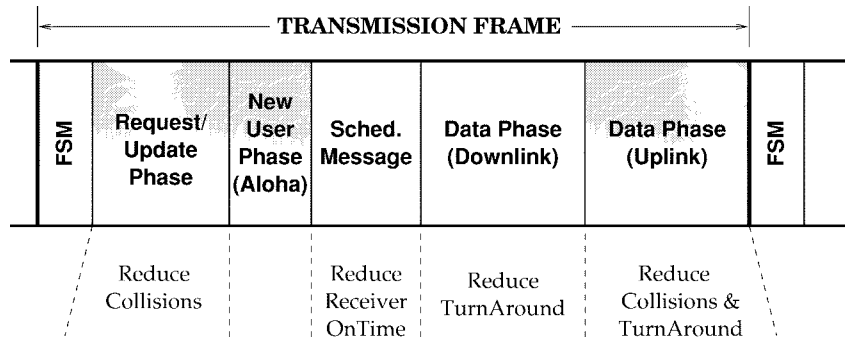 TRANSMISSION FRAME
FSM
Request/
Update
Phase
New
User
Phase
(Aloha)
Sched.
Message
Data Phase
(Downlink)
Data Phase
(Uplink)
FSM
Reduce
Collisions
Reduce
Receiver
OnTime
Reduce
TurnAround
Reduce
Collisions &
TurnAround